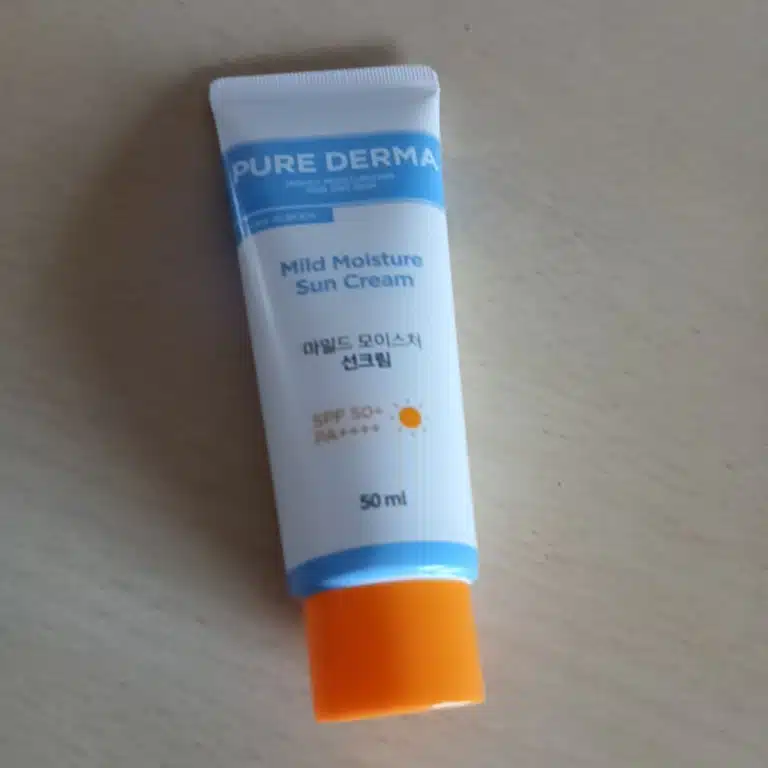 PURE DERMA
Mild Moisture
Sun Cream
마일드 모이스처
선크림
SPF 50+
PA++++
50 ml